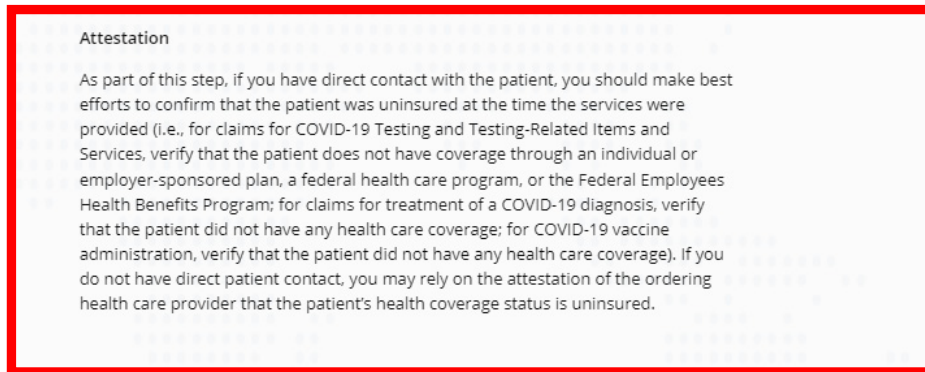 Attestation
As part of this step, if you have direct contact with the patient, you should make best
efforts to confirm that the patient was uninsured at the time the services were
provided (i.e., for claims for COVID-19 Testing and Testing-Related Items and
Services, verify that the patient does not have coverage through an individual or
employer-sponsored plan, a federal health care program, or the Federal Employees
Health Benefits Program; for claims for treatment of a COVID-19 diagnosis, verify
that the patient did not have any health care coverage; for COVID-19 vaccine
administration, verify that the patient did not have any health care coverage). If you
do not have direct patient contact, you may rely on the attestation of the ordering
health care provider that the patient's health coverage status is uninsured.